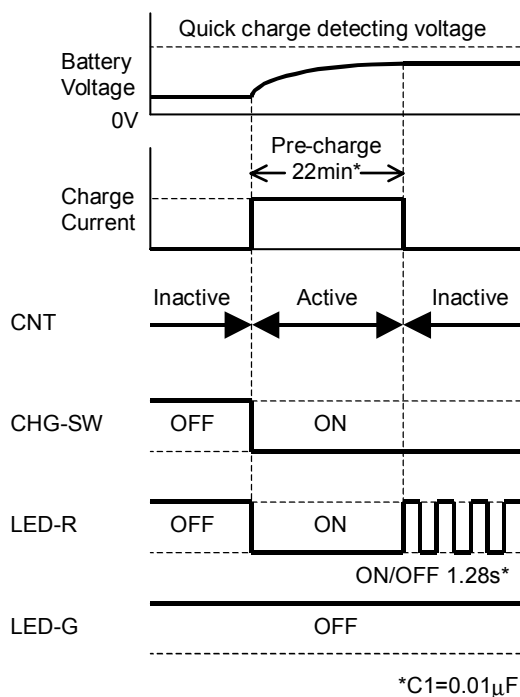 Quick charge detecting voltage
Battery
Voltage
0V
Pre-charge
22min*
Charge
Current
Inactive Active Inactive
CNT
CHG-SW OFF ON
LED-R OFF ON
ON/OFF 1.28s*
LED-G OFF
*C1=0.01μF